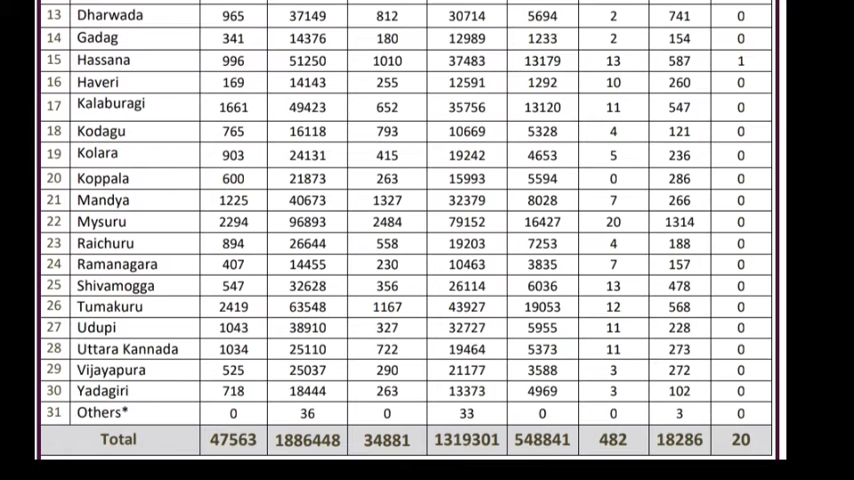 13 Dharwada 965 37149 812 30714 5694 2 741 0
14 Gadag 341 14376 180 12989 1233 2 154 0
15 Hassana 996 51250 1010 37483 13179 13 587 1
16 Haveri 169 14143 255 12591 1292 10 260 0
17 Kalaburagi 1661 49423 652 35756 13120 11 547 0
18 Kodagu 765 16118 793 10669 5328 4 121 0
19 Kolara 903 24131 415 19242 4653 5 236 0
20 Koppala 600 21873 263 15993 5594 0 286 0
21 Mandya 1225 40673 1327 32379 8028 7 266 0
22 Mysuru 2294 96893 2484 79152 16427 20 1314 0
23 Raichuru 894 26644 558 19203 7253 4 188 0
24 Ramanagara 407 14455 230 10463 3835 7 157 0
25 Shivamogga 547 32628 356 26114 6036 13 478 0
26 Tumakuru 2419 63548 1167 43927 19053 12 568 0
27 Udupi 1043 38910 327 32727 5955 11 228 0
28 Uttara Kannada 1034 25110 722 19464 5373 11 273 0
29 Vijayapura 525 25037 290 21177 3588 3 272 0
30 Yadagiri 718 18444 263 13373 4969 3 102 0
31 Others* 0 36 0 33 0 0 3 0
Total 47563 1886448 34881 1319301 548841 482 18286 20